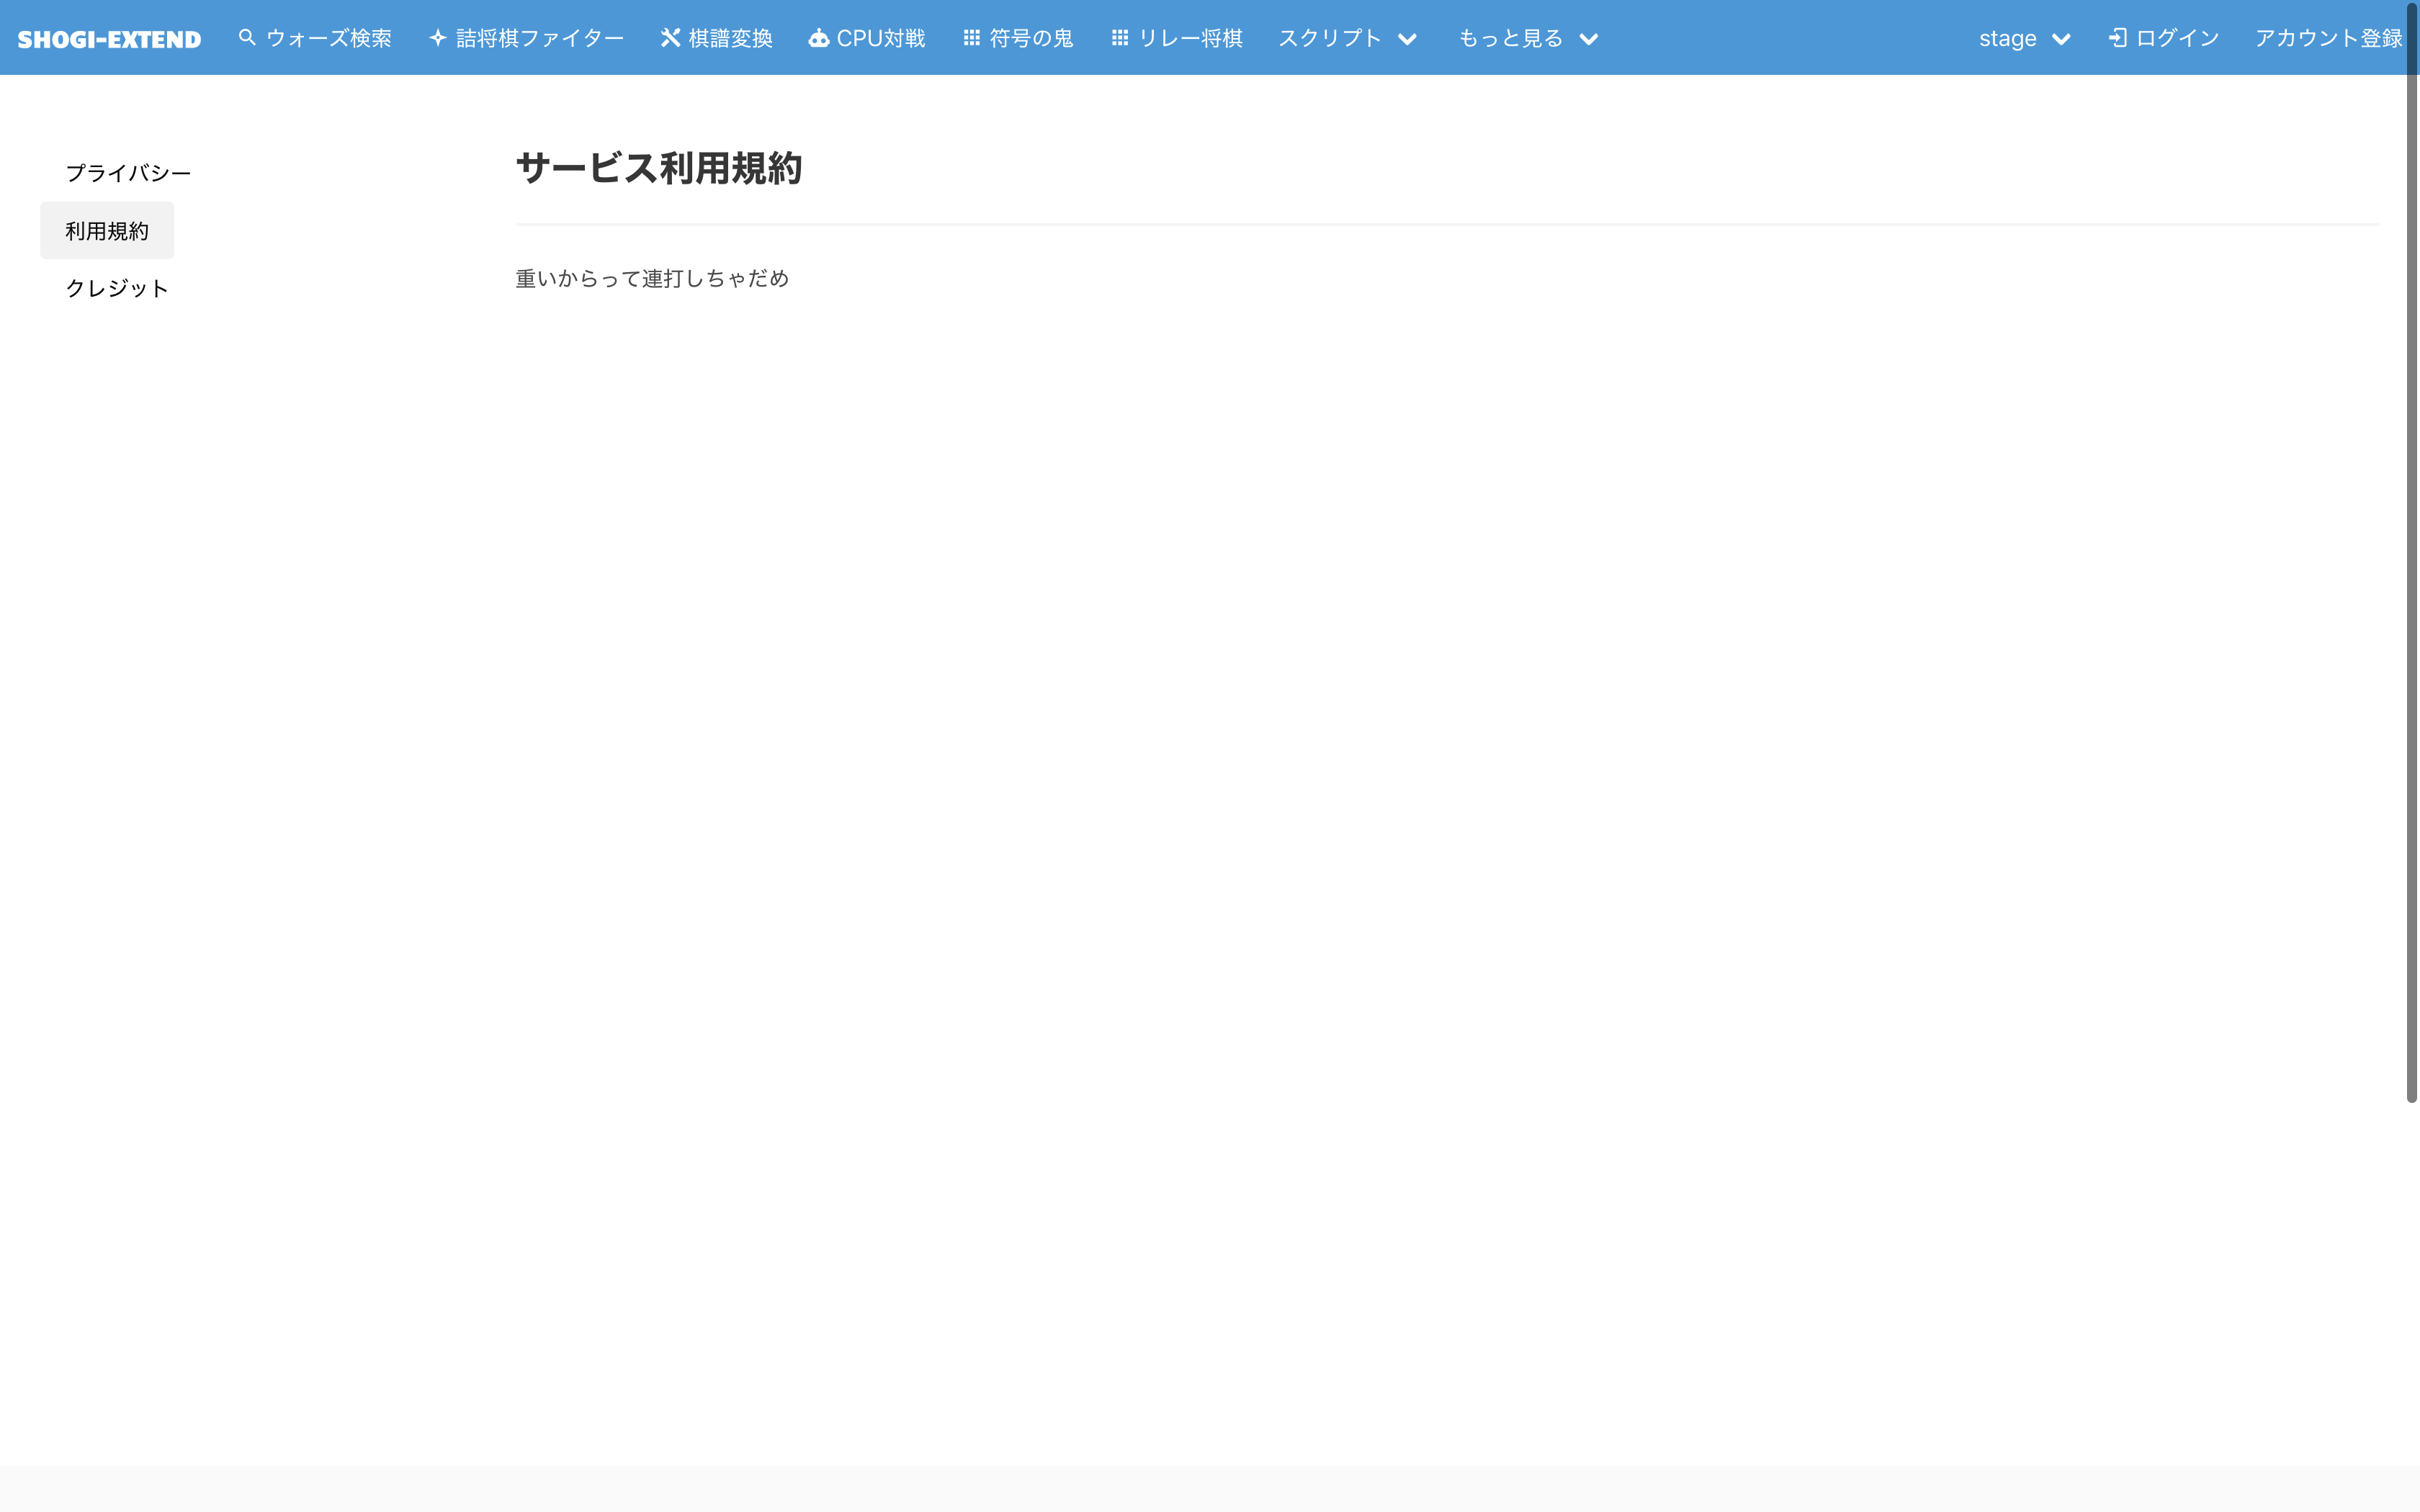 SHOGI-EXTEND ウォーズ検索 詰将棋ファイター 棋譜変換 CPU対戦 符号の鬼 リレー将棋 スクリプト もっと見る stage ログイン アカウント登録
プライバシー
利用規約
クレジット
サービス利用規約
重いからって連打しちゃだめ